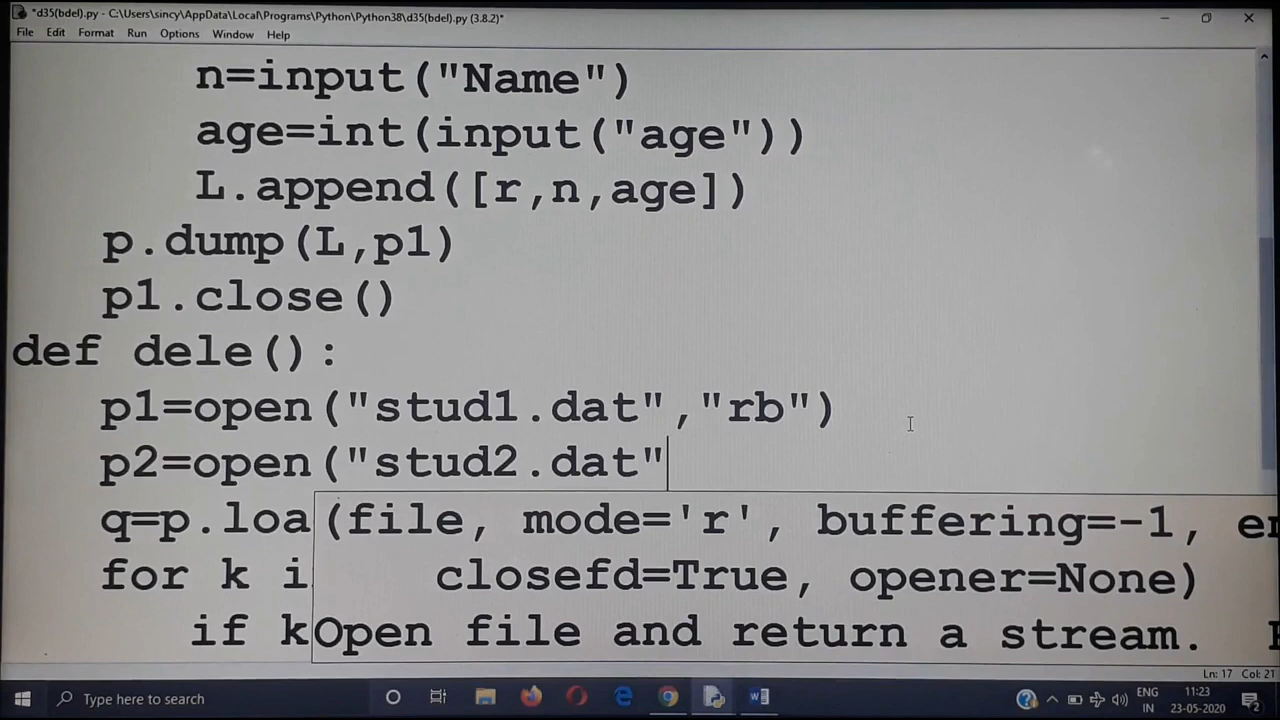 *d35(bdel).py - C:\Users\sincy\AppData\Local\Programs\Python\Python38\d35(bdel).py (3.8.2)*
File Edit Format Run Options Window Help
n=input("Name")
age=int(input("age"))
L.append([r,n,age])
p.dump(L,p1)
p1.close()
def dele():
p1=open("stud1.dat","rb")
p2=open("stud2.dat"
q=p.loa (file, mode='r', buffering=-1, en
for k i closefd=True, opener=None)
if k Open file and return a stream.
Ln: 17 Col: 21
Type here to search
ENG 11:23
IN 23-05-2020
2